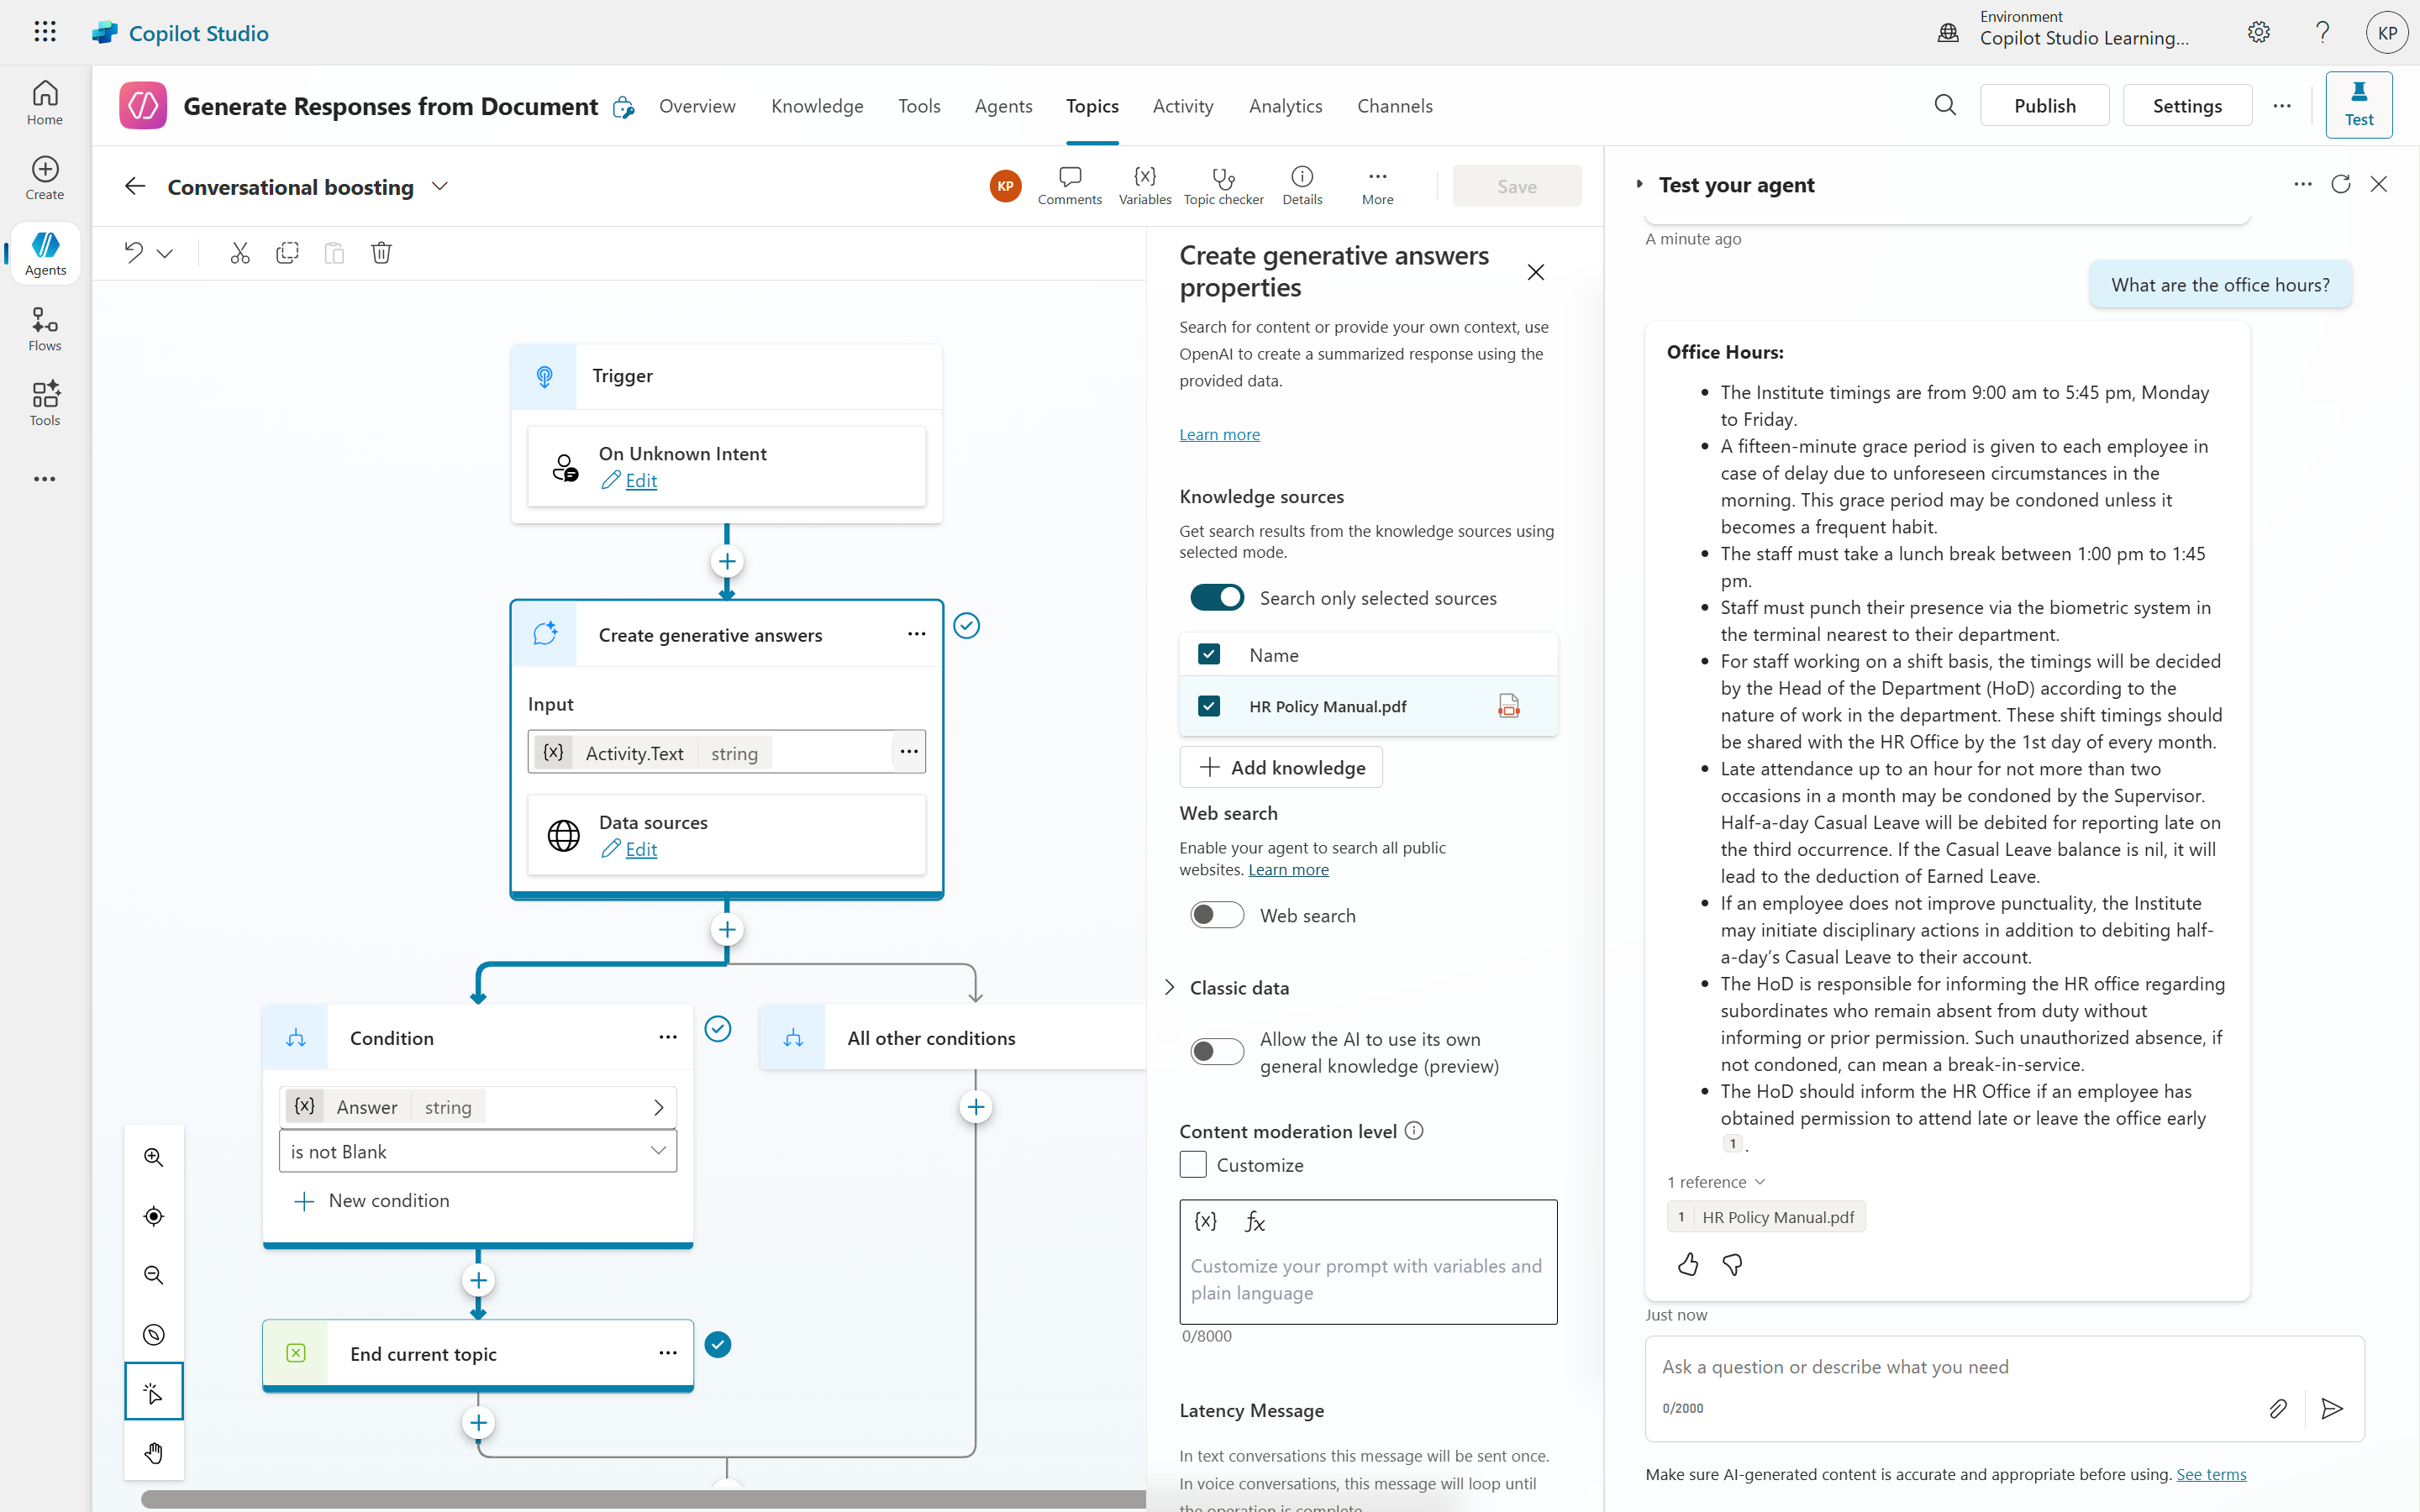 Copilot Studio
Environment
Copilot Studio Learning...
KP
Home
Create
Agents
Flows
Tools
Generate Responses from Document
Overview
Knowledge
Tools
Agents
Topics
Activity
Analytics
Channels
Publish
Settings
Test
Conversational boosting
KP
Comments
Variables
Topic checker
Details
More
Save
Trigger
On Unknown Intent
Edit
Create generative answers
Input
{x} Activity.Text string
Data sources
Edit
Condition
{x} Answer string
is not Blank
New condition
All other conditions
End current topic
Create generative answers
properties
Search for content or provide your own context, use
OpenAI to create a summarized response using the
provided data.
Learn more
Knowledge sources
Get search results from the knowledge sources using
selected mode.
Search only selected sources
Name
HR Policy Manual.pdf
Add knowledge
Web search
Enable your agent to search all public
websites. Learn more
Web search
Classic data
Allow the AI to use its own
general knowledge (preview)
Content moderation level
Customize
{x} fx
Customize your prompt with variables and
plain language
0/8000
Latency Message
In text conversations this message will be sent once.
In voice conversations, this message will loop until
the operation is complete.
Test your agent
A minute ago
What are the office hours?
Office Hours:
• The Institute timings are from 9:00 am to 5:45 pm, Monday
to Friday.
• A fifteen-minute grace period is given to each employee in
case of delay due to unforeseen circumstances in the
morning. This grace period may be condoned unless it
becomes a frequent habit.
• The staff must take a lunch break between 1:00 pm to 1:45
pm.
• Staff must punch their presence via the biometric system in
the terminal nearest to their department.
• For staff working on a shift basis, the timings will be decided
by the Head of the Department (HoD) according to the
nature of work in the department. These shift timings should
be shared with the HR Office by the 1st day of every month.
• Late attendance up to an hour for not more than two
occasions in a month may be condoned by the Supervisor.
Half-a-day Casual Leave will be debited for reporting late on
the third occurrence. If the Casual Leave balance is nil, it will
lead to the deduction of Earned Leave.
• If an employee does not improve punctuality, the Institute
may initiate disciplinary actions in addition to debiting half-
a-day’s Casual Leave to their account.
• The HoD is responsible for informing the HR office regarding
subordinates who remain absent from duty without
informing or prior permission. Such unauthorized absence, if
not condoned, can mean a break-in-service.
• The HoD should inform the HR Office if an employee has
obtained permission to attend late or leave the office early
1 .
1 reference
1 HR Policy Manual.pdf
Just now
Ask a question or describe what you need
0/2000
Make sure AI-generated content is accurate and appropriate before using. See terms